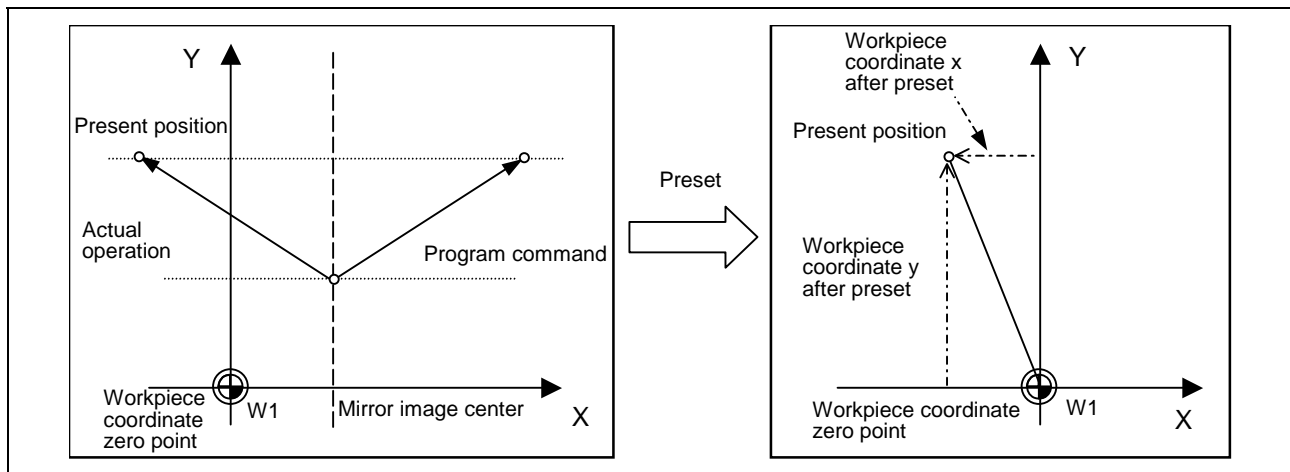 Y
Present position
Actual
operation
Program command
Workpiece
coordinate
zero point
W1
Mirror image center
X
Preset
Workpiece
coordinate x
after preset
Y
Present position
Workpiece
coordinate y
after preset
Workpiece coordinate
zero point
W1
X